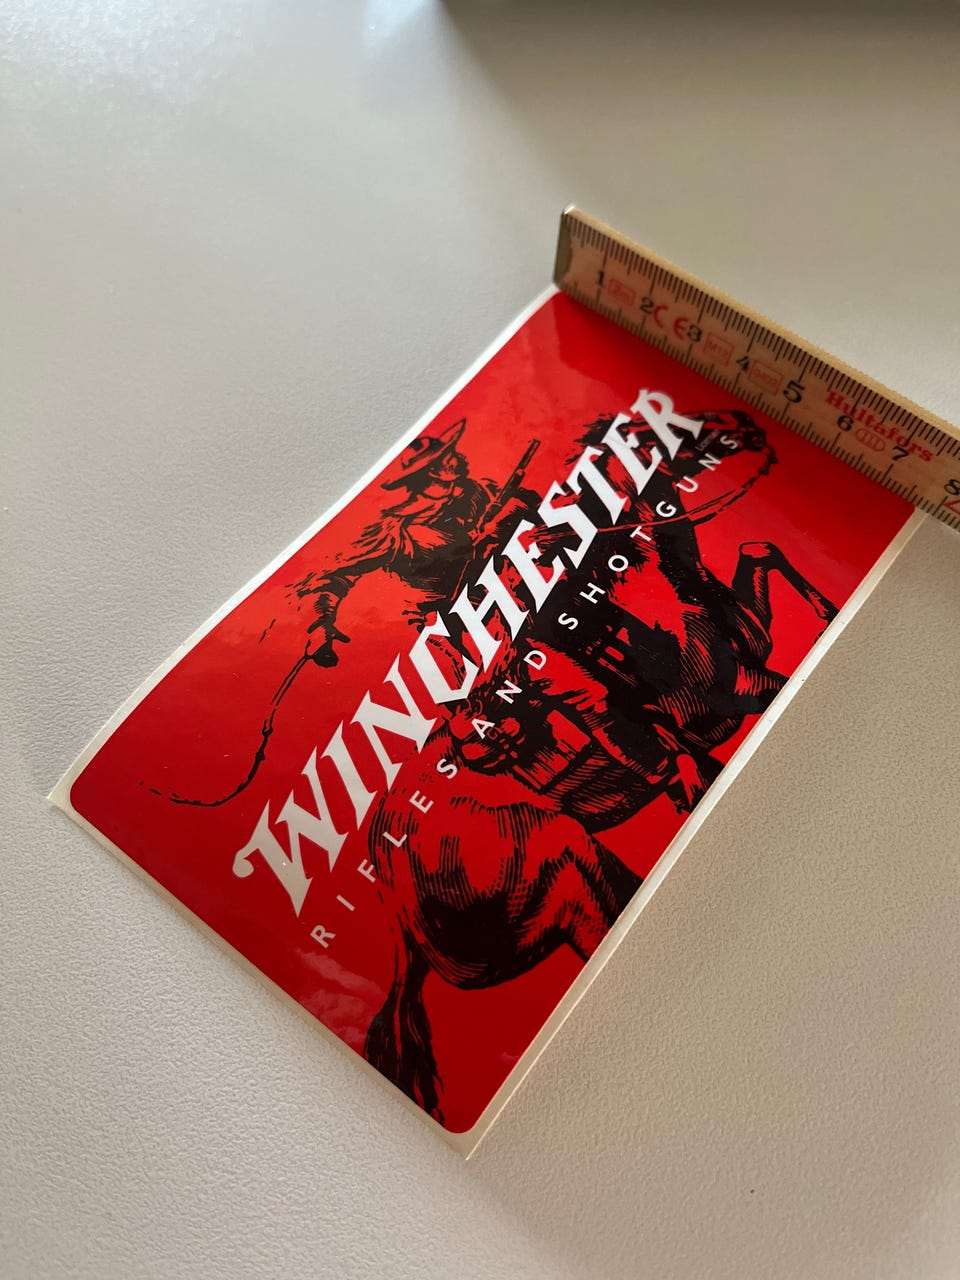 WINCHESTER
RIFLES AND SHOTGUNS
1 2 3 4 5 6 7 8
Hultafors